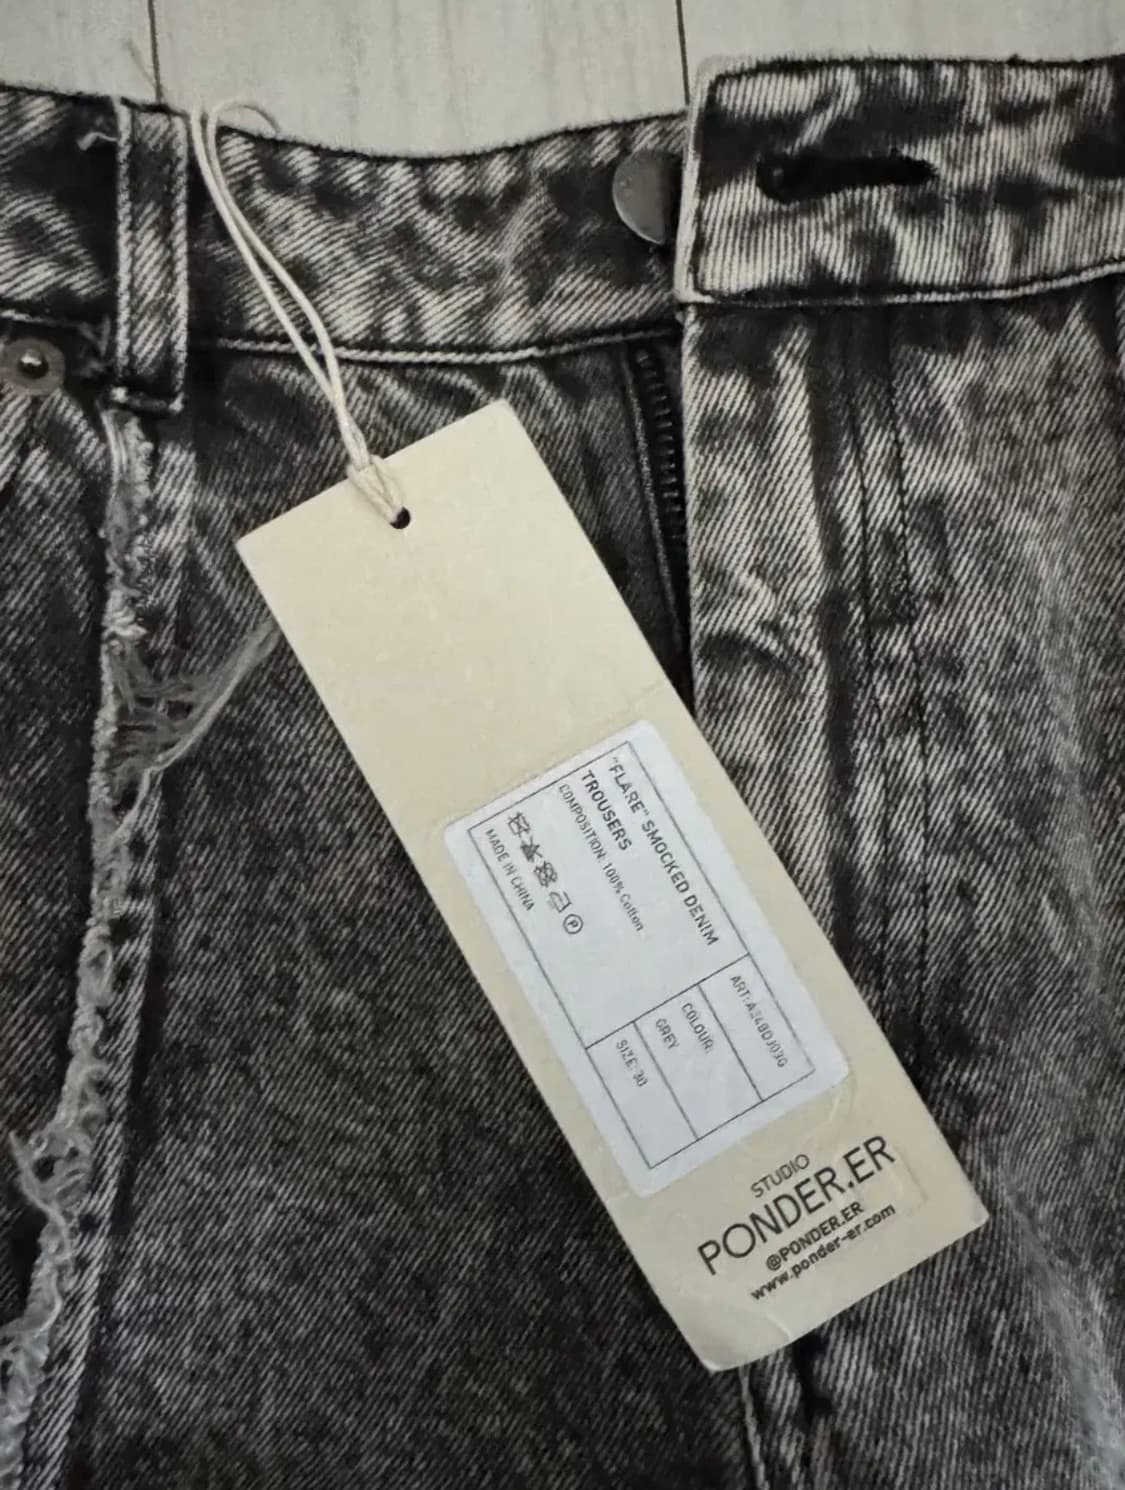 "FLARE" SMOCKED DENIM
TROUSERS
COMPOSITION: 100% Cotton
MADE IN CHINA
COLOUR:
GREY
SIZE: 30
STUDIO
PONDER.ER
@PONDER.ER
www.ponder-er.com